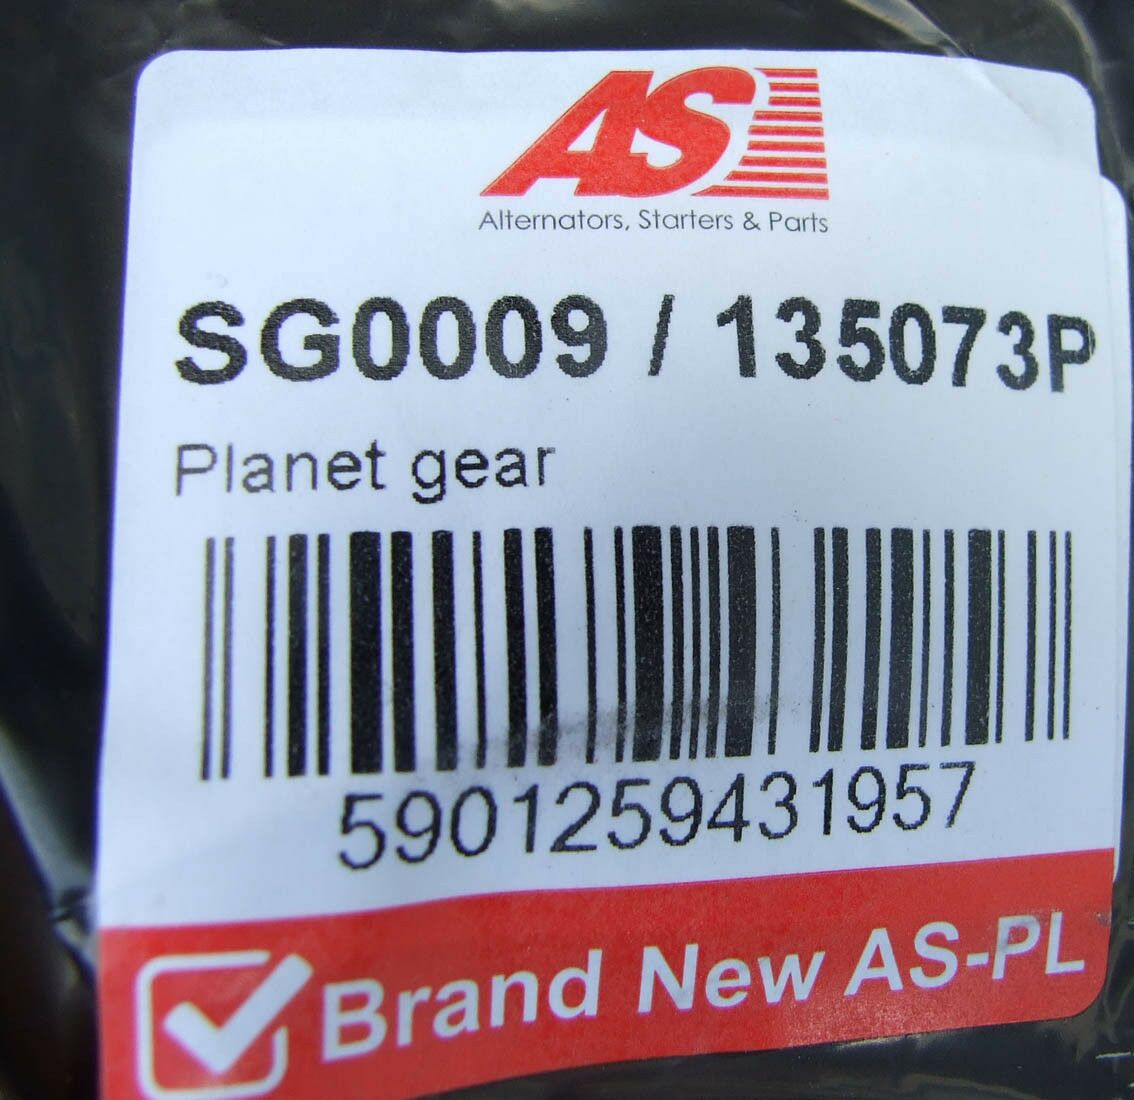 AS
Alternators, Starters & Parts
SG0009 / 135073P
Planet gear
5901259431957
Brand New AS-PL